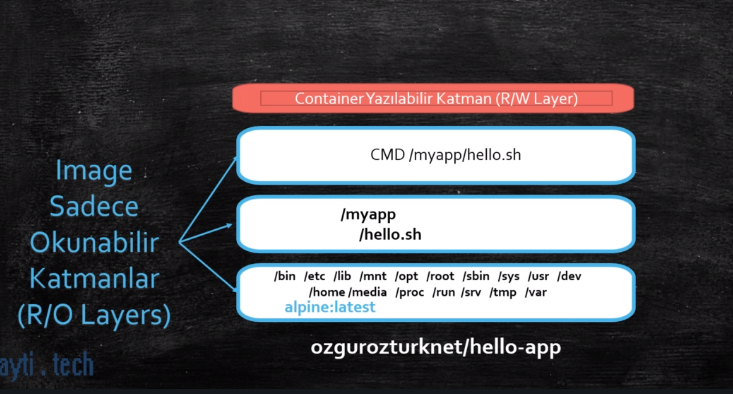 Container Yazılabilir Katman (R/W Layer)
CMD /myapp/hello.sh
Image
Sadece
Okunabilir
Katmanlar
(R/O Layers)
/myapp
/hello.sh
/bin /etc /lib /mnt /opt /root /sbin /sys /usr /dev
/home /media /proc /run /srv /tmp /var
alpine:latest
ozgurozturknet/hello-app
ayti . tech